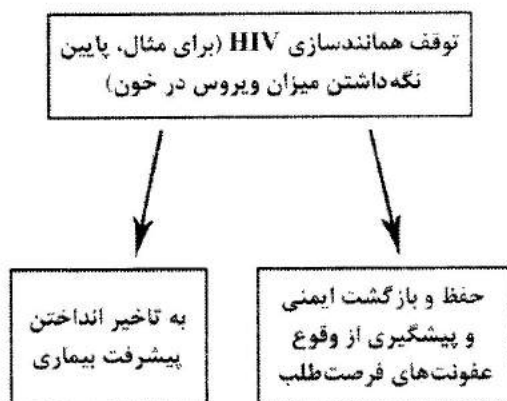 توقف همانندسازی HIV (برای مثال، پایین
نگه‌داشتن میزان ویروس در خون)
حفظ و بازگشت ایمنی
و پیشگیری از وقوع
عفونت‌های فرصت‌طلب
به تاخیر انداختن
پیشرفت بیماری